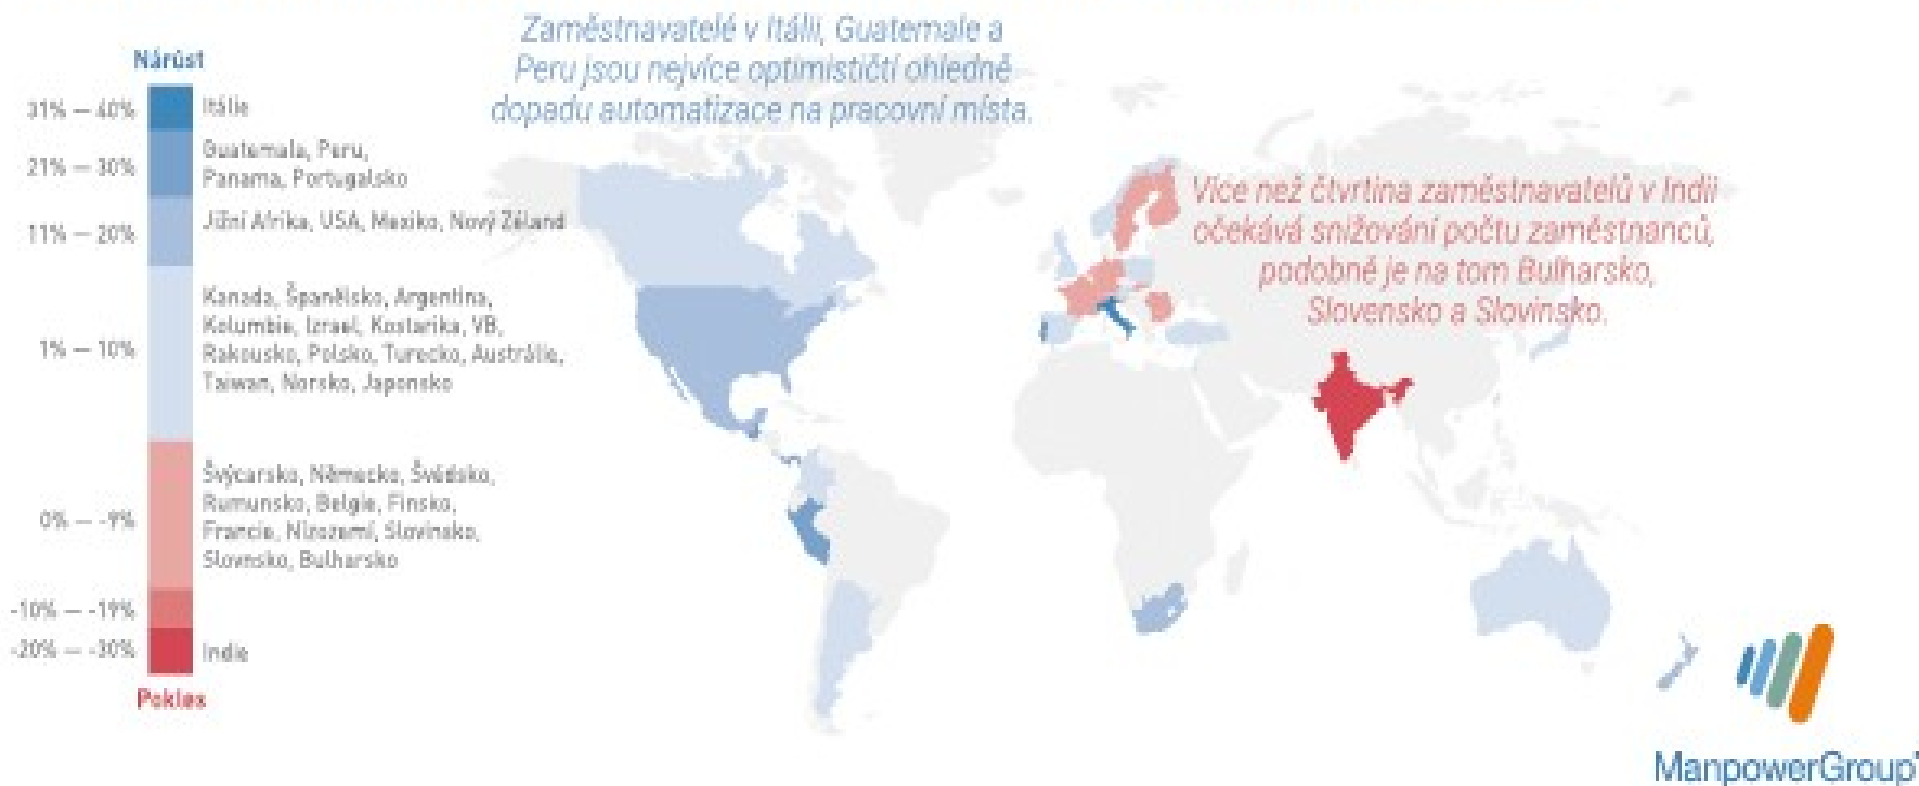 Zaměstnavatelé v Itálii, Guatemale a
Peru jsou nejvíce optimističtí ohledně
dopadu automatizace na pracovní místa.
Nárůst
31% — 40%
Itálie
21% — 30%
Guatemala, Peru,
Panama, Portugalsko
11% — 20%
Jižní Afrika, USA, Mexiko, Nový Zéland
1% — 10%
Kanada, Španělsko, Argentina,
Kolumbie, Izrael, Kostarika, VB,
Rakousko, Polsko, Turecko, Austrálie,
Taiwan, Norsko, Japonsko
0% — -9%
Švýcarsko, Německo, Švédsko,
Rumunsko, Belgie, Finsko,
Francie, Nizozemí, Slovinsko,
Slovnsko, Bulharsko
-10% — -19%
-20% — -30%
Indie
Pokles
Více než čtvrtina zaměstnavatelů v Indii
očekává snižování počtu zaměstnanců,
podobně je na tom Bulharsko,
Slovensko a Slovinsko.
ManpowerGroup